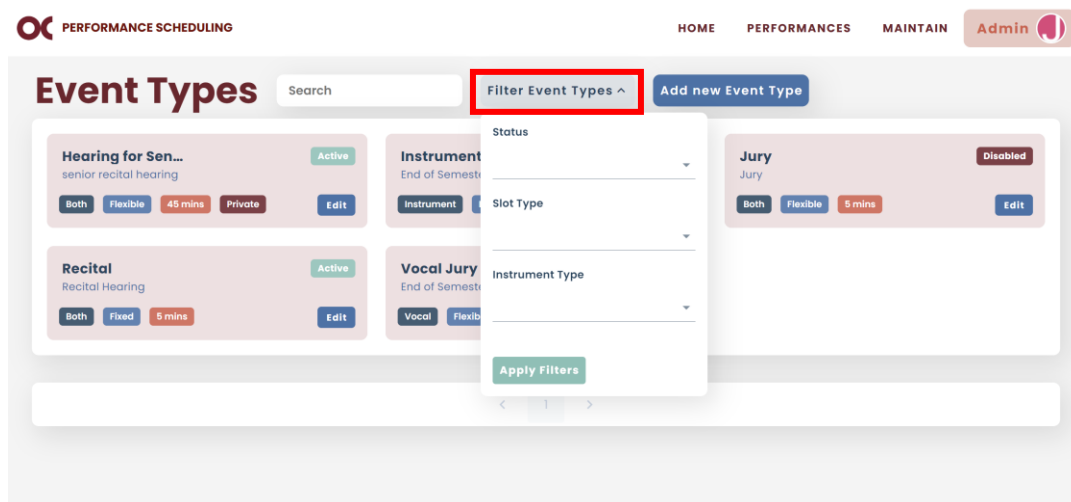 OC PERFORMANCE SCHEDULING
HOME PERFORMANCES MAINTAIN Admin J
Event Types Search Filter Event Types Add new Event Type
Status
Slot Type
Instrument Type
Apply Filters
Hearing for Sen... Active
senior recital hearing
Both Flexible 45 mins Private Edit
Instrument
End of
Instrument
Jury Disabled
Jury
Both Flexible 5 mins Edit
Recital Active
Recital Hearing
Both Fixed 5 mins Edit
Vocal Jury
End of
Vocal
< 1 >